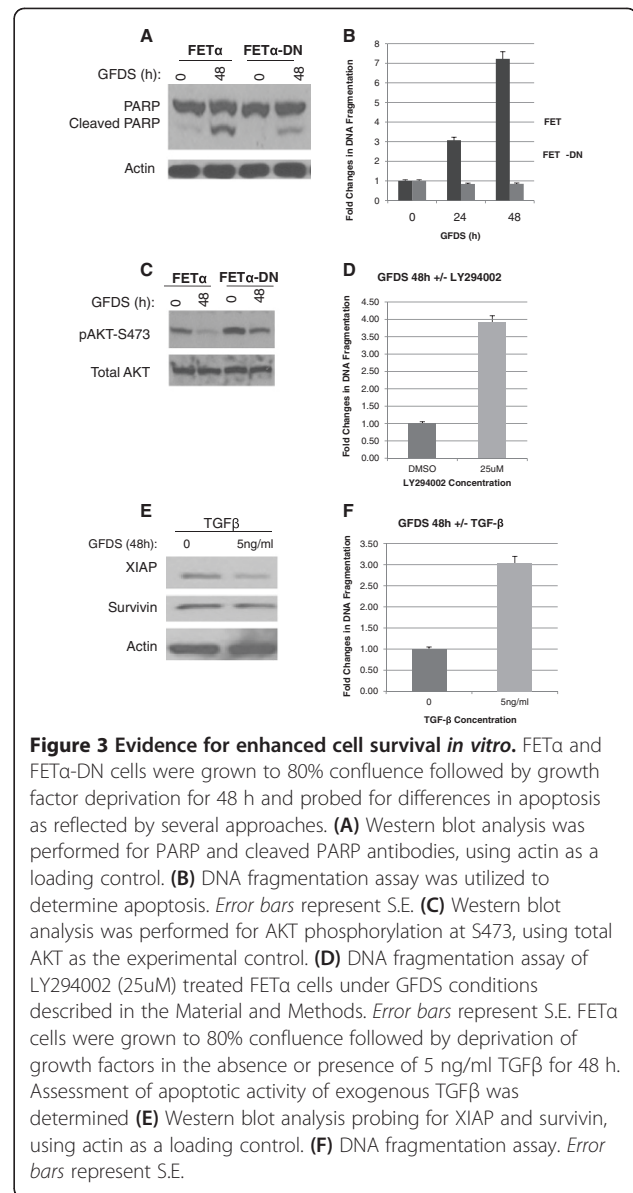 A
FETα FETα-DN
GFDS (h): 0 48 0 48
PARP
Cleaved PARP
Actin
B
Fold Changes in DNA Fragmentation
8
7
6
5
4
3
2
1
0
0 24 48
GFDS (h)
FET
FET -DN
C
FETα FETα-DN
GFDS (h): 0 48 0 48
pAKT-S473
Total AKT
D
GFDS 48h +/- LY294002
Fold Changes in DNA Fragmentation
4.50
4.00
3.50
3.00
2.50
2.00
1.50
1.00
0.50
0.00
DMSO 25uM
LY294002 Concentration
E
TGFβ
GFDS (48h): 0 5ng/ml
XIAP
Survivin
Actin
F
GFDS 48h +/- TGF-β
Fold Changes in DNA Fragmentation
3.50
3.00
2.50
2.00
1.50
1.00
0.50
0.00
0 5ng/ml
TGF-β Concentration
Figure 3 Evidence for enhanced cell survival in vitro. FETα and
FETα-DN cells were grown to 80% confluence followed by growth
factor deprivation for 48 h and probed for differences in apoptosis
as reflected by several approaches. (A) Western blot analysis was
performed for PARP and cleaved PARP antibodies, using actin as a
loading control. (B) DNA fragmentation assay was utilized to
determine apoptosis. Error bars represent S.E. (C) Western blot
analysis was performed for AKT phosphorylation at S473, using total
AKT as the experimental control. (D) DNA fragmentation assay of
LY294002 (25uM) treated FETα cells under GFDS conditions
described in the Material and Methods. Error bars represent S.E. FETα
cells were grown to 80% confluence followed by deprivation of
growth factors in the absence or presence of 5 ng/ml TGFβ for 48 h.
Assessment of apoptotic activity of exogenous TGFβ was
determined (E) Western blot analysis probing for XIAP and survivin,
using actin as a loading control. (F) DNA fragmentation assay. Error
bars represent S.E.